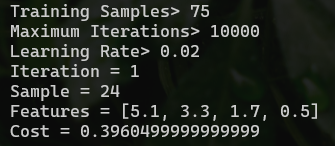 Training Samples> 75
Maximum Iterations> 10000
Learning Rate> 0.02
Iteration = 1
Sample = 24
Features = [5.1, 3.3, 1.7, 0.5]
Cost = 0.3960499999999999